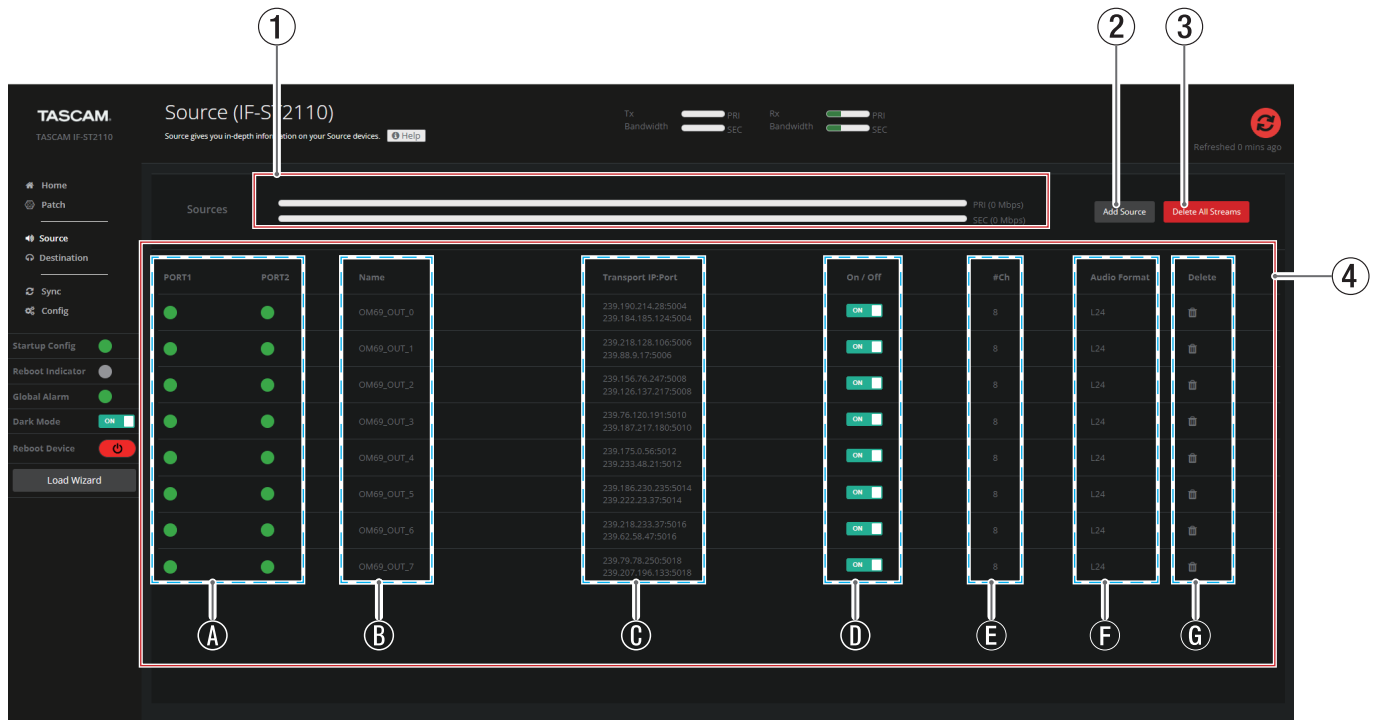 1
2
3
TASCAM
TASCAM IF-ST2110
Source (IF-ST2110)
Source gives you in-depth information on your Source devices. Help
Tx Bandwidth PRI SEC
Rx Bandwidth PRI SEC
Refreshed 0 mins ago
Home
Patch
Source
Destination
Sync
Config
Startup Config
Reboot Indicator
Global Alarm
Dark Mode ON
Reboot Device
Load Wizard
Sources
PRI (0 Mbps)
SEC (0 Mbps)
Add Source
Delete All Streams
4
PORT1 PORT2 Name Transport IP:Port On / Off #Ch Audio Format Delete
OM69_OUT_0 239.190.214.28:5004 ON 8 L24
239.184.185.124:5004
OM69_OUT_1 239.218.128.106:5006 ON 8 L24
239.88.9.17:5006
OM69_OUT_2 239.156.76.247:5008 ON 8 L24
239.126.137.217:5008
OM69_OUT_3 239.76.120.191:5010 ON 8 L24
239.187.217.180:5010
OM69_OUT_4 239.175.0.56:5012 ON 8 L24
239.233.48.21:5012
OM69_OUT_5 239.186.230.235:5014 ON 8 L24
239.222.23.37:5014
OM69_OUT_6 239.218.233.37:5016 ON 8 L24
239.62.58.47:5016
OM69_OUT_7 239.79.78.250:5018 ON 8 L24
239.207.196.133:5018
A B C D E F G